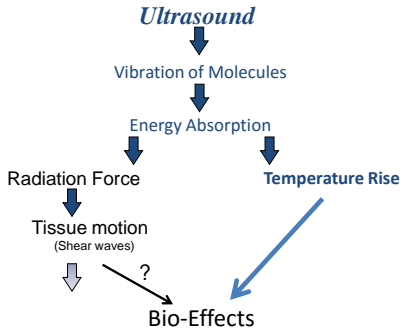 Ultrasound
Vibration of Molecules
Energy Absorption
Radiation Force
Temperature Rise
Tissue motion
(Shear waves)
?
Bio-Effects